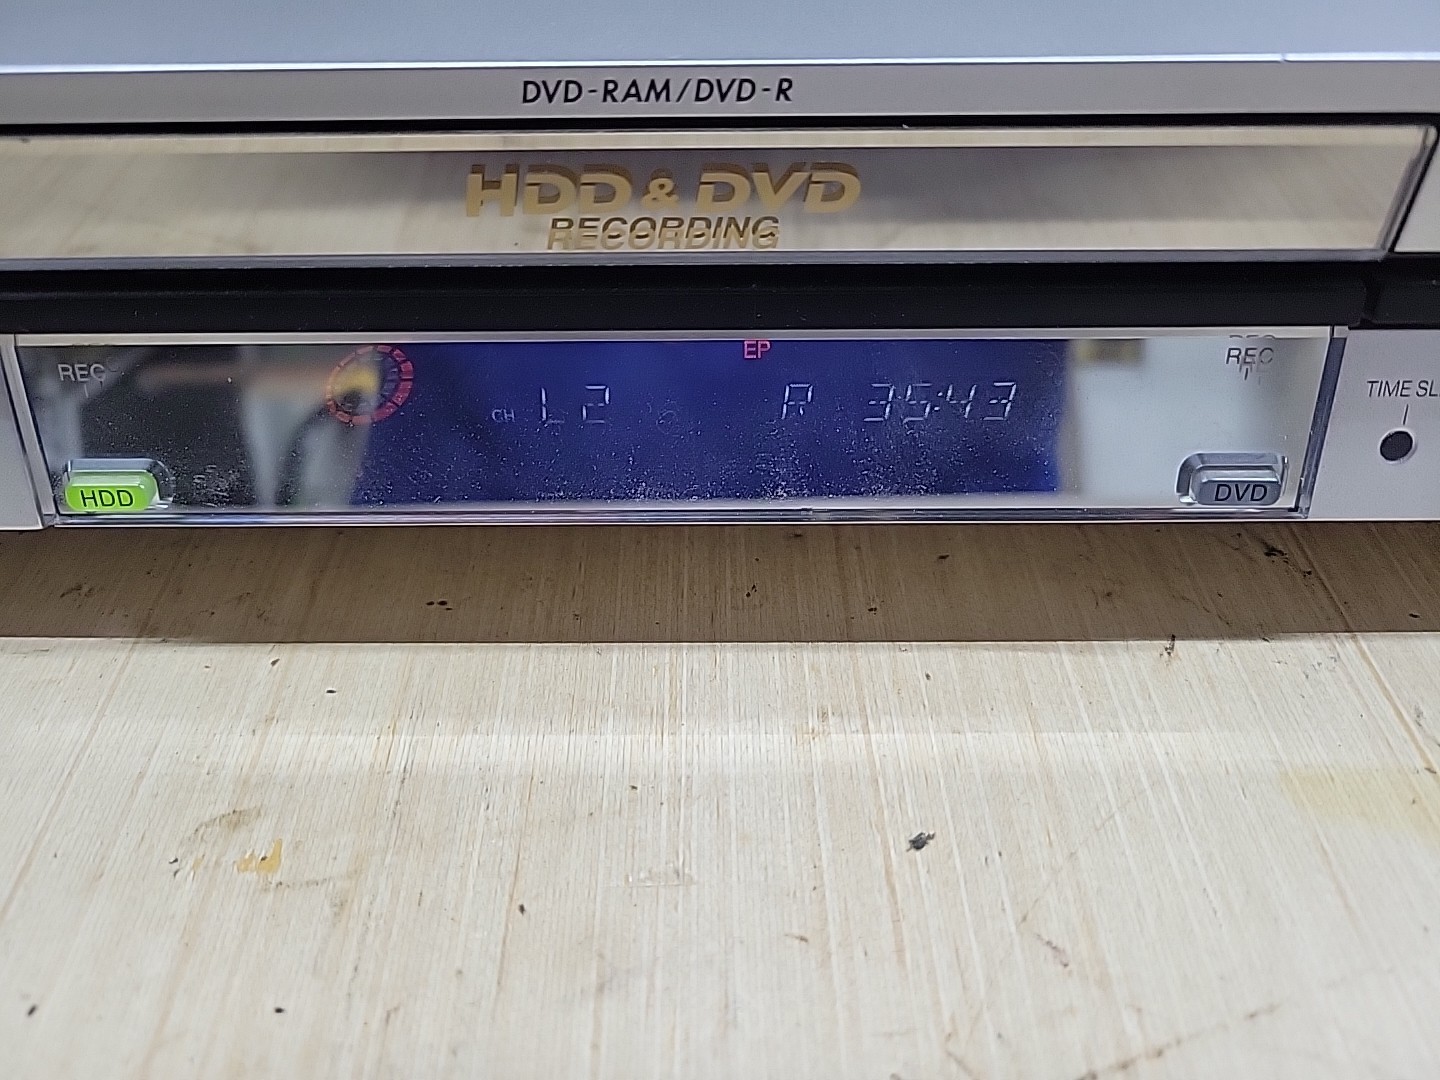 DVD-RAM/DVD-R
HDD & DVD
RECORDING
REC
EP
REC
CH L2 R 35:43
TIME SL
HDD
DVD